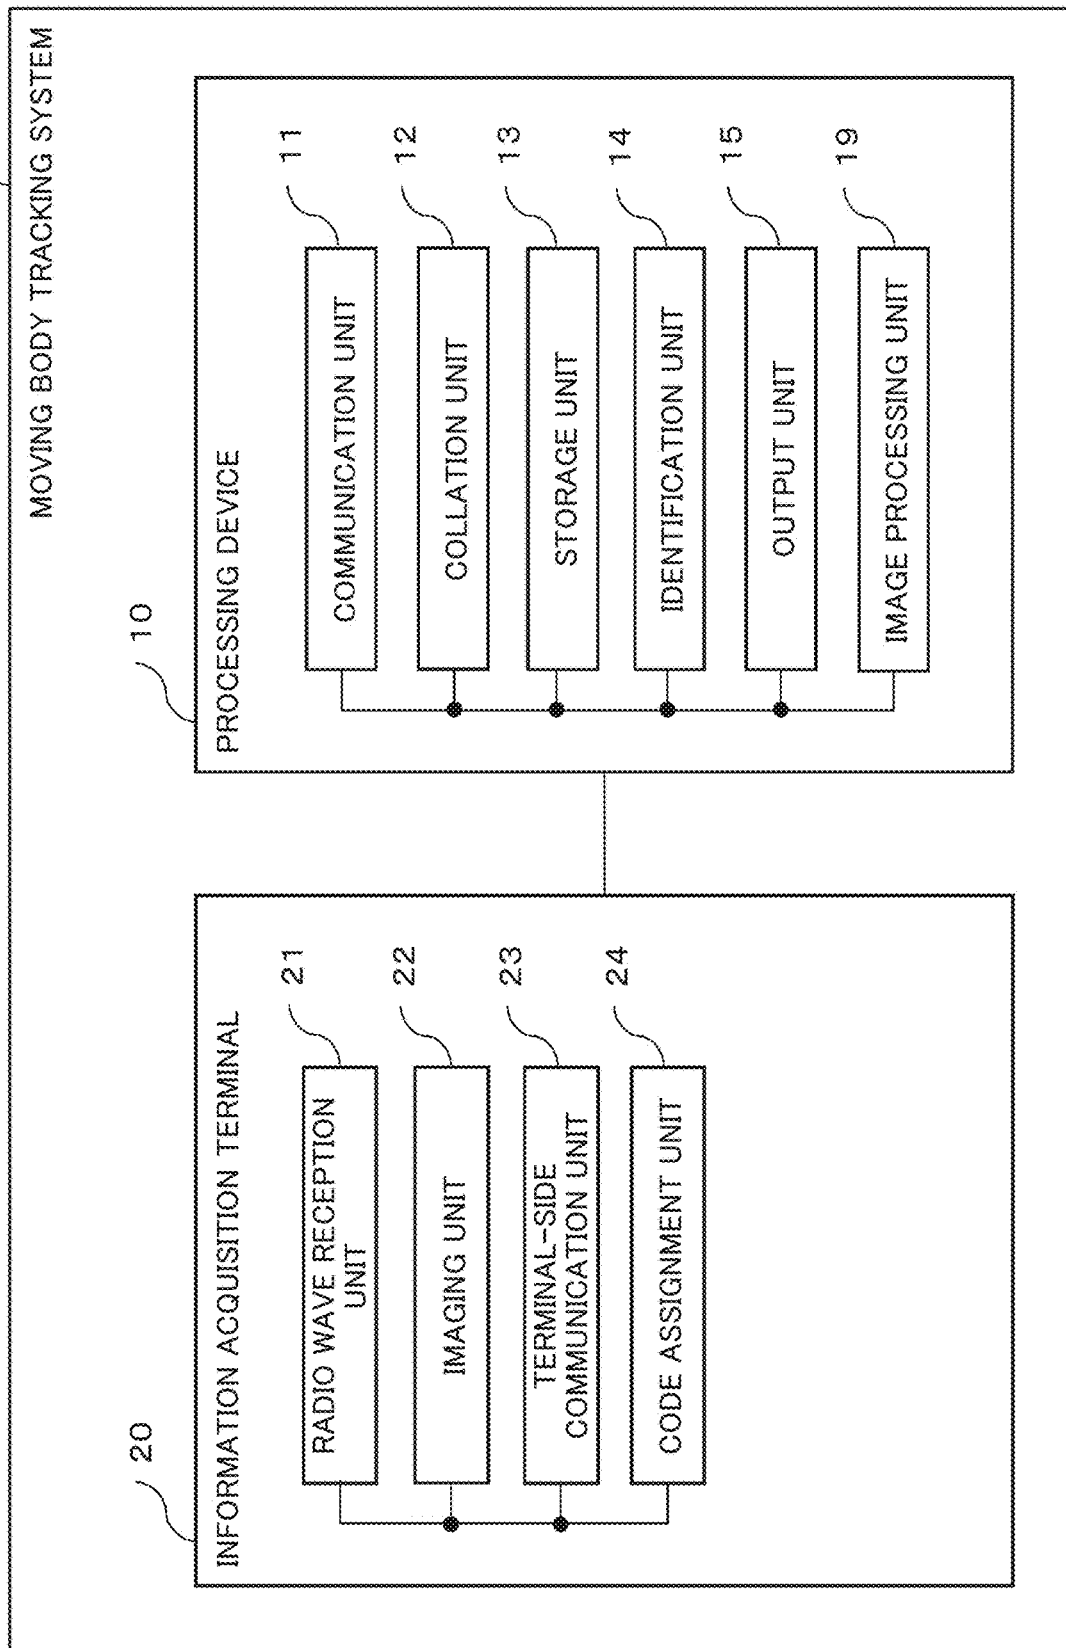 MOVING BODY TRACKING SYSTEM
20
INFORMATION ACQUISITION TERMINAL
21
RADIO WAVE RECEPTION
UNIT
22
IMAGING UNIT
23
TERMINAL-SIDE
COMMUNICATION UNIT
24
CODE ASSIGNMENT UNIT
10
PROCESSING DEVICE
11
COMMUNICATION UNIT
12
COLLATION UNIT
13
STORAGE UNIT
14
IDENTIFICATION UNIT
15
OUTPUT UNIT
19
IMAGE PROCESSING UNIT